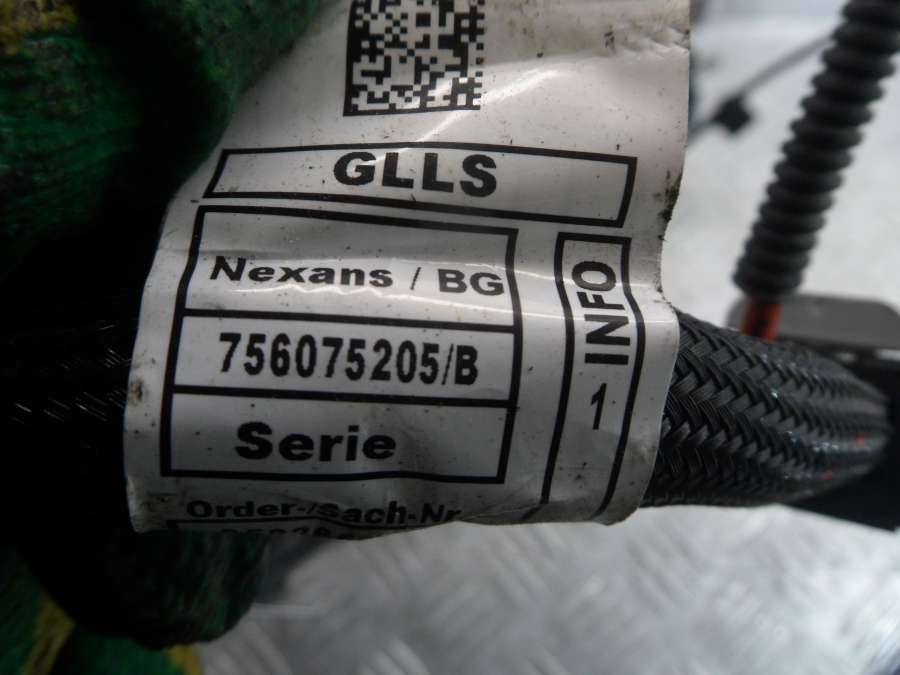 GLLS
Nexans / BG
756075205/B
Serie
1 INFO
Order-/Sach-Nr